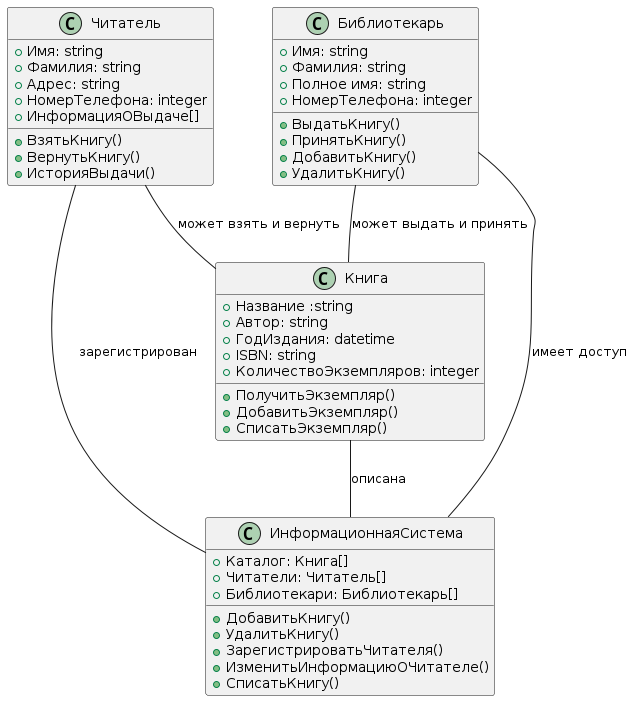 C Читатель
Имя: string
Фамилия: string
Адрес: string
НомерТелефона: integer
ИнформацияОВыдаче[]
ВзятьКнигу()
ВернутьКнигу()
ИсторияВыдачи()
C Библиотекарь
Имя: string
Фамилия: string
Полное имя: string
НомерТелефона: integer
ВыдатьКнигу()
ПринятьКнигу()
ДобавитьКнигу()
УдалитьКнигу()
может взять и вернуть
может выдать и принять
C Книга
Название :string
Автор: string
ГодИздания: datetime
ISBN: string
КоличествоЭкземпляров: integer
ПолучитьЭкземпляр()
ДобавитьЭкземпляр()
СписатьЭкземпляр()
зарегистрирован
имеет доступ
описана
C ИнформационнаяСистема
Каталог: Книга[]
Читатели: Читатель[]
Библиотекари: Библиотекарь[]
ДобавитьКнигу()
УдалитьКнигу()
ЗарегистрироватьЧитателя()
ИзменитьИнформациюОЧитателе()
СписатьКнигу()